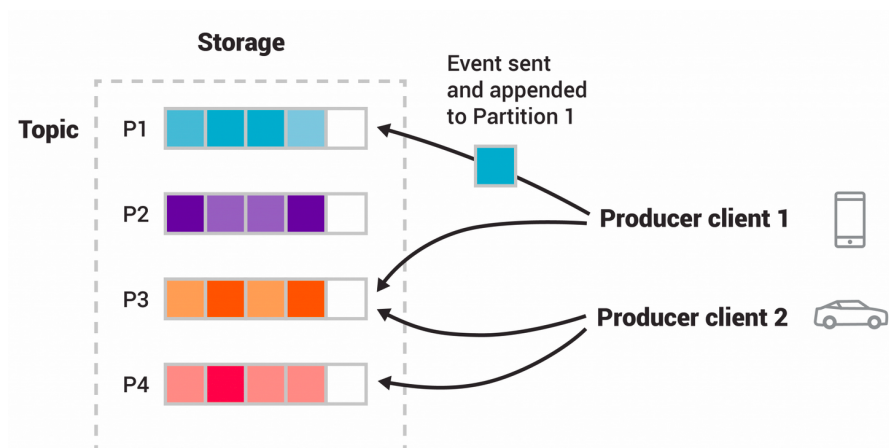 Storage
Event sent
and appended
to Partition 1
Topic
P1
P2
Producer client 1
P3
Producer client 2
P4